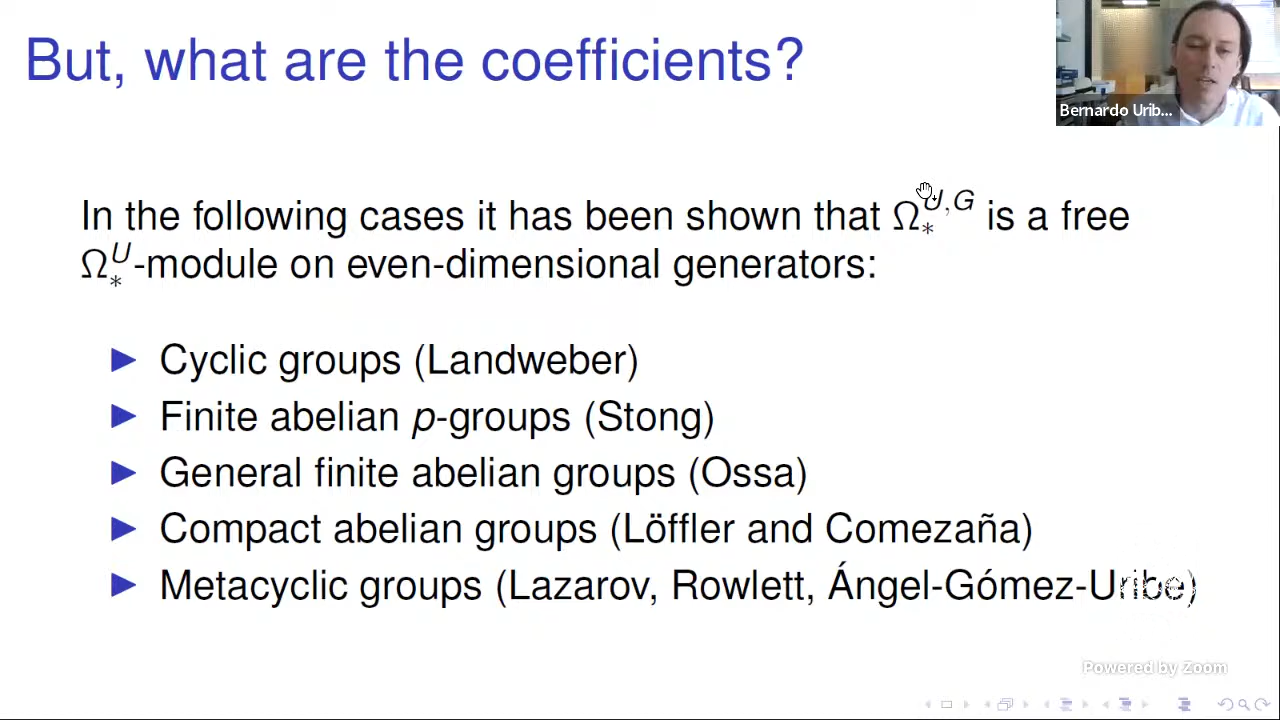 But, what are the coefficients?
Bernardo Urib...
In the following cases it has been shown that Ω_*^{U,G} is a free
Ω_*^U-module on even-dimensional generators:
▶ Cyclic groups (Landweber)
▶ Finite abelian p-groups (Stong)
▶ General finite abelian groups (Ossa)
▶ Compact abelian groups (Löffler and Comezaña)
▶ Metacyclic groups (Lazarov, Rowlett, Ángel-Gómez-Uribe)
Powered by Zoom